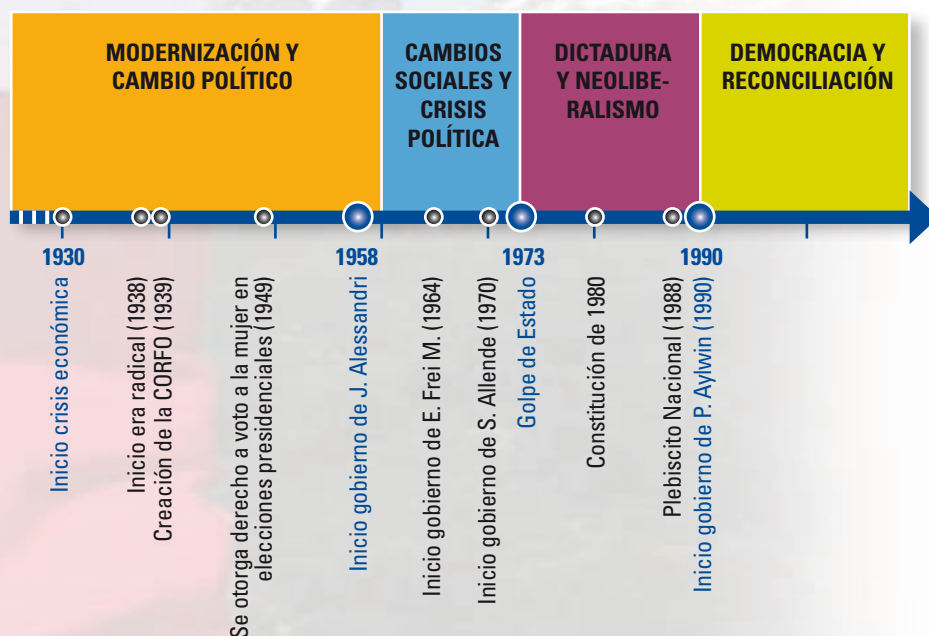 MODERNIZACIÓN Y
CAMBIO POLÍTICO
CAMBIOS
SOCIALES Y
CRISIS
POLÍTICA
DICTADURA
Y NEOLIBE-
RALISMO
DEMOCRACIA Y
RECONCILIACIÓN
1930
1958
1973
1990
Inicio crisis económica
Inicio era radical (1938)
Creación de la CORFO (1939)
Se otorga derecho a voto a la mujer en
elecciones presidenciales (1949)
Inicio gobierno de J. Alessandri
Inicio gobierno de E. Frei M. (1964)
Inicio gobierno de S. Allende (1970)
Golpe de Estado
Constitución de 1980
Plebiscito Nacional (1988)
Inicio gobierno de P. Aylwin (1990)